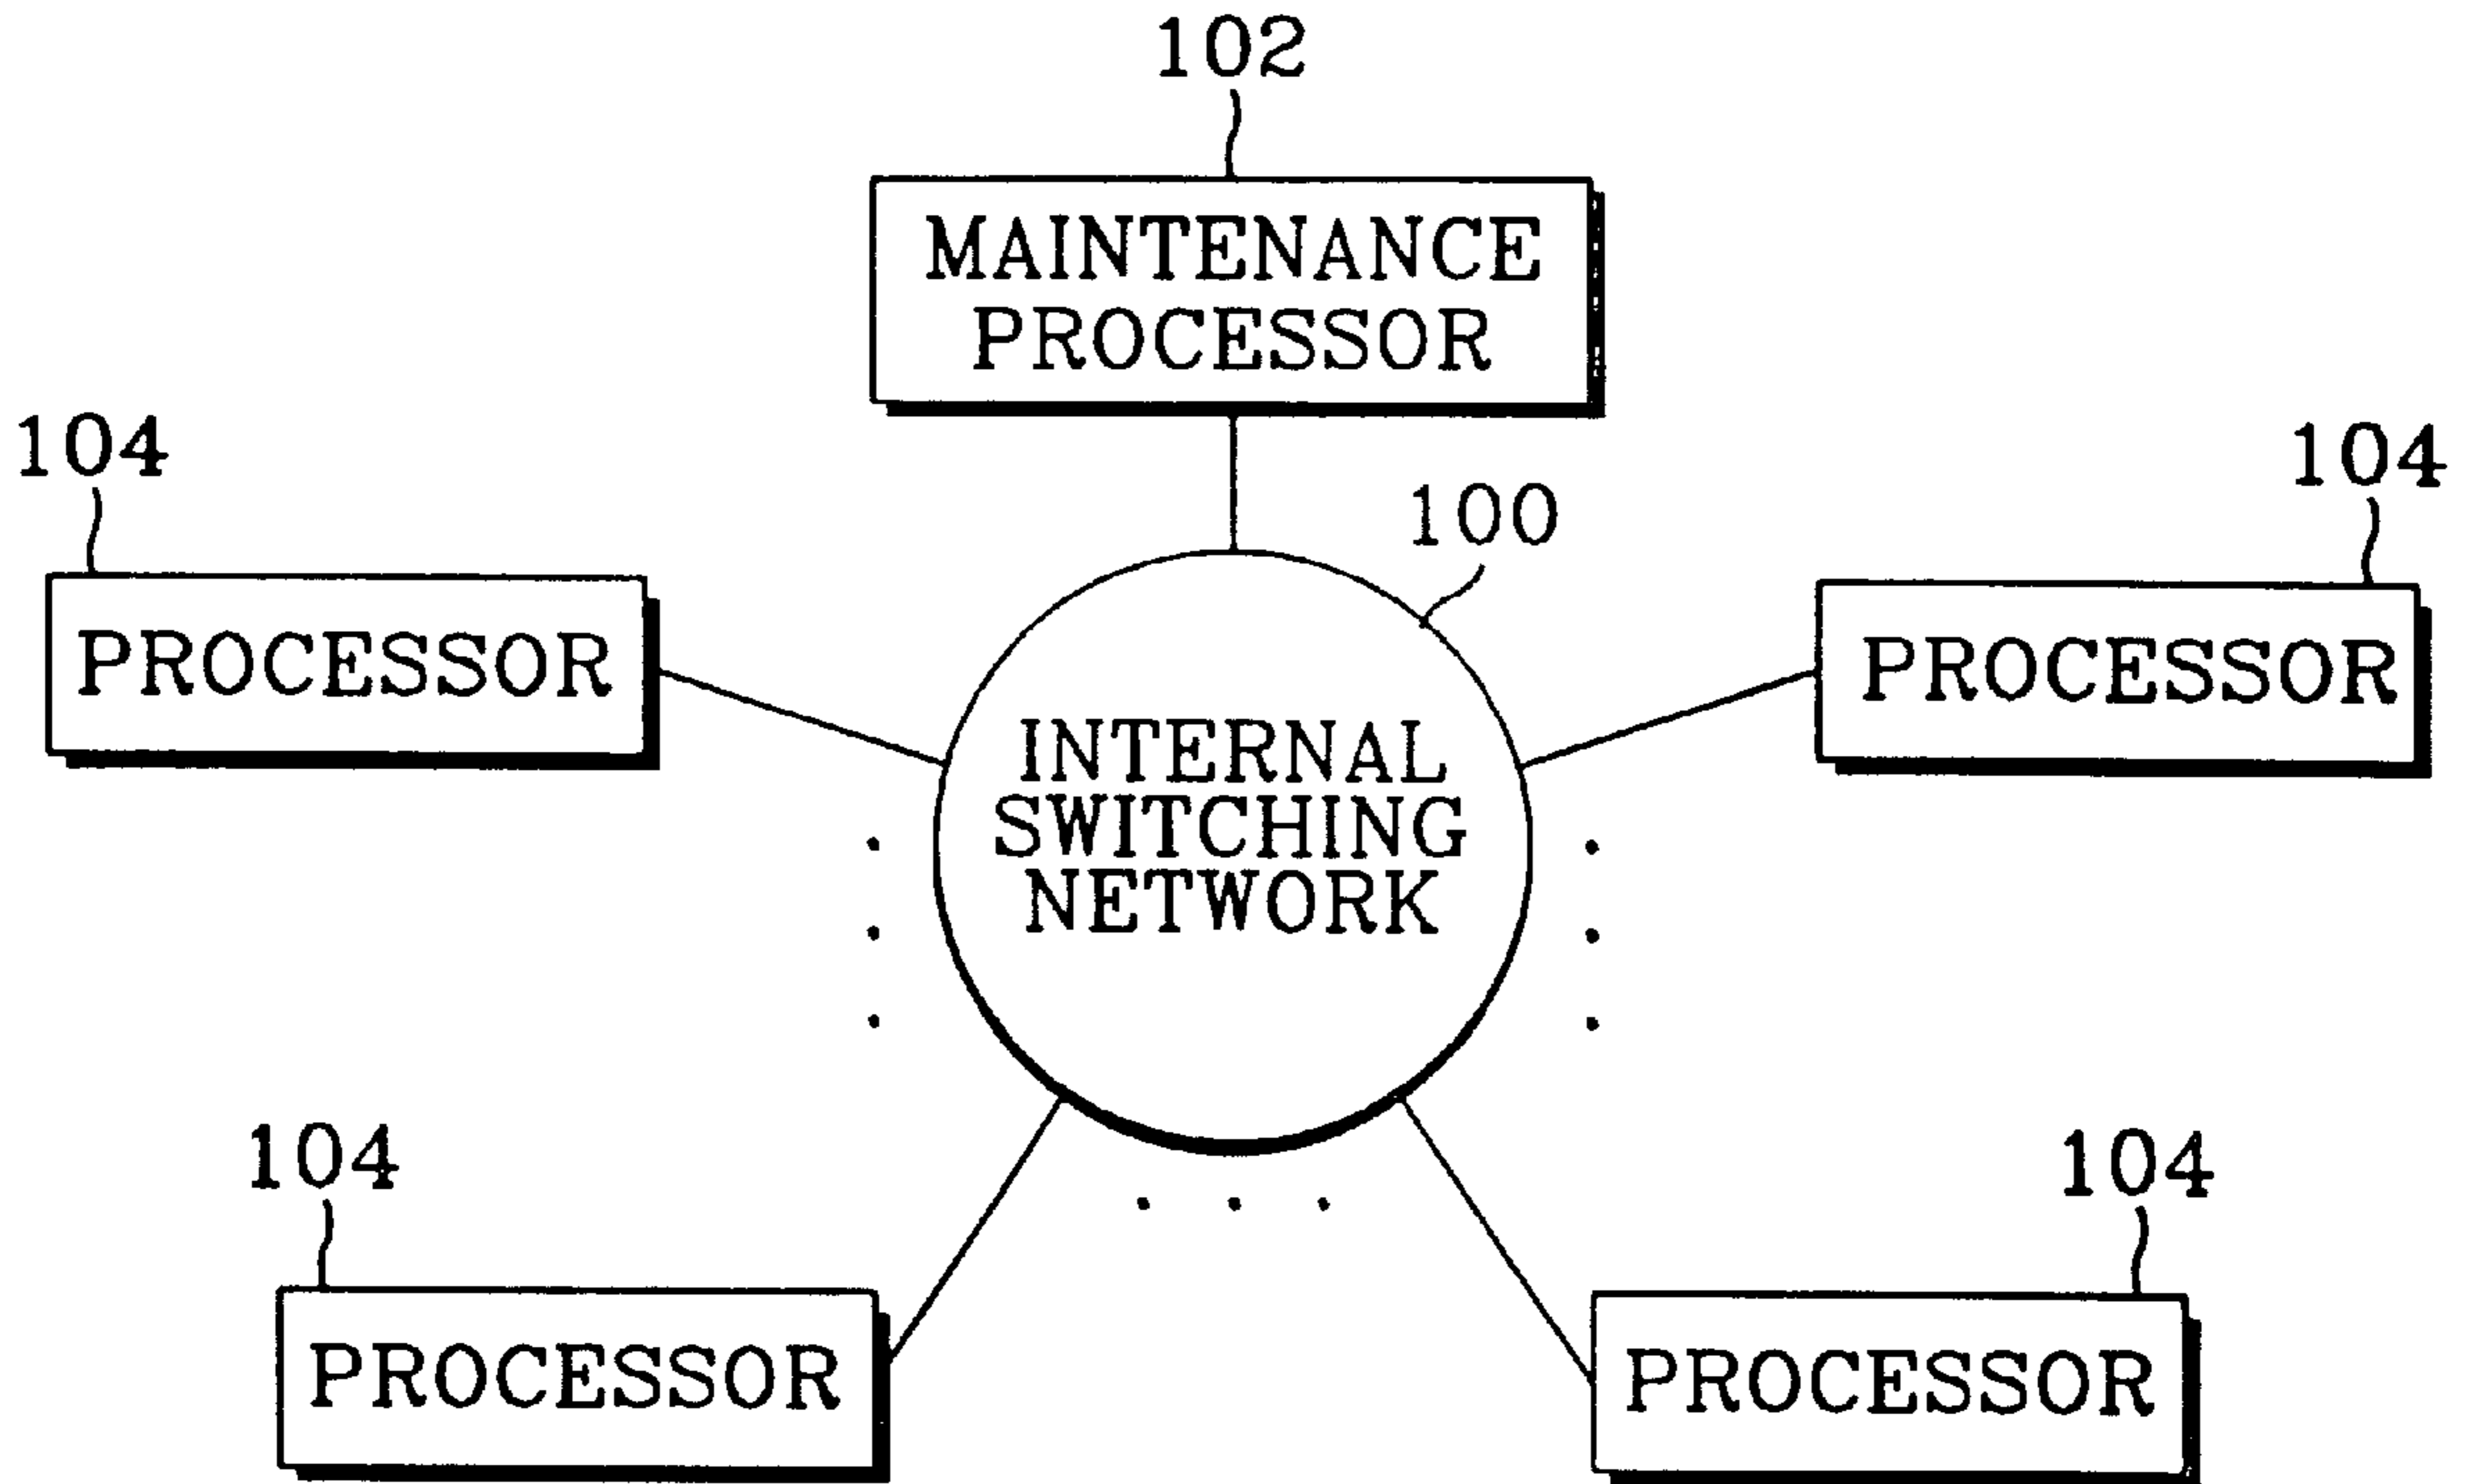 102
MAINTENANCE
PROCESSOR
104
104
100
PROCESSOR
PROCESSOR
INTERNAL
SWITCHING
NETWORK
104
104
PROCESSOR
PROCESSOR